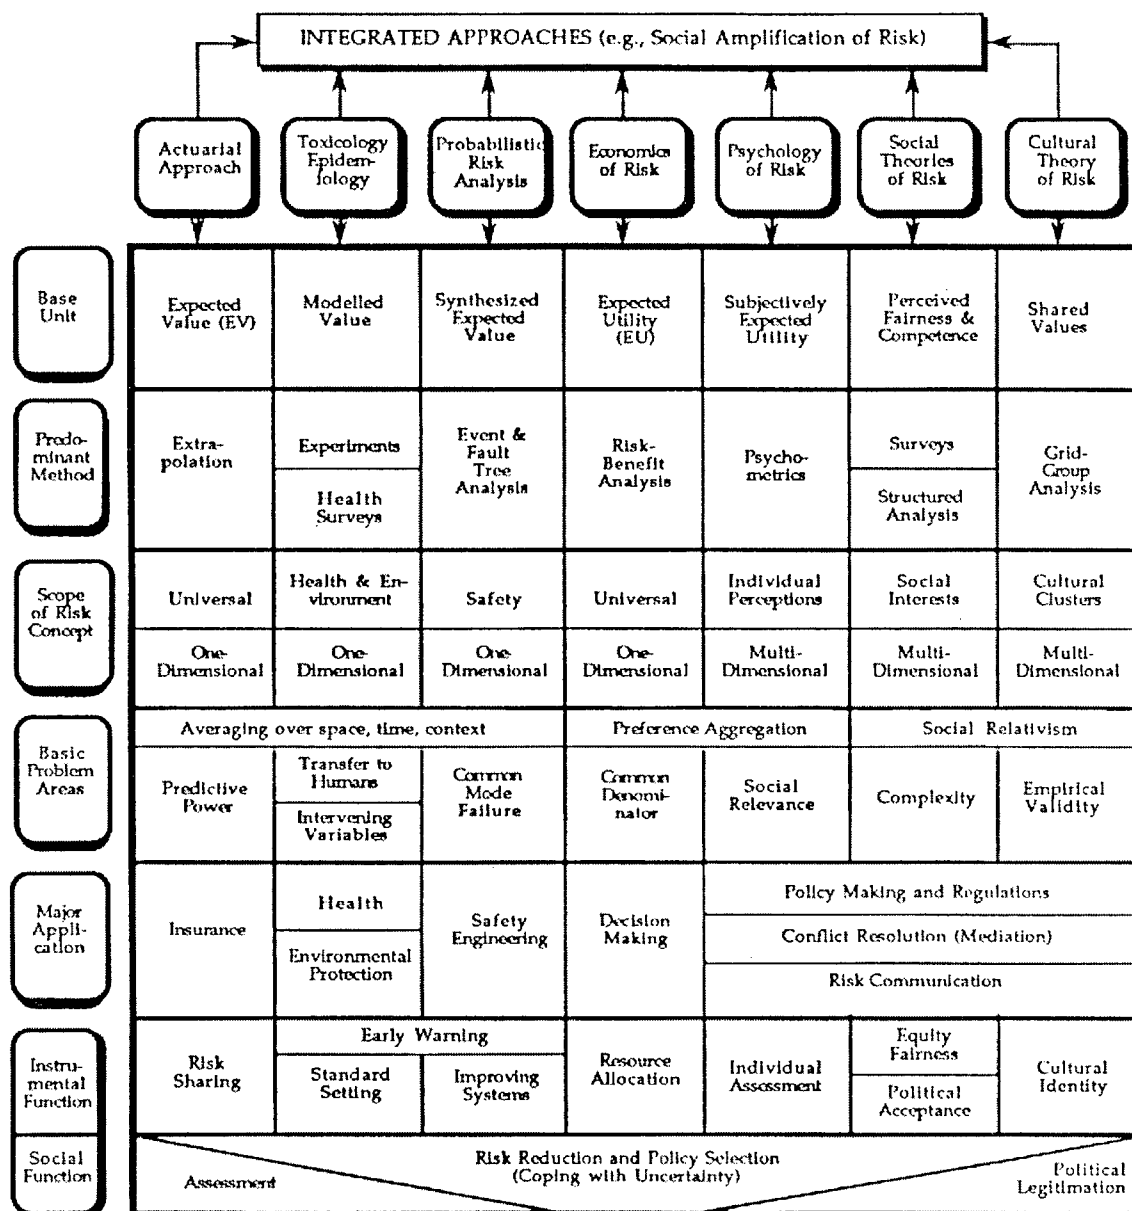 INTEGRATED APPROACHES (e.g., Social Amplification of Risk)
Actuarial
Approach
Toxicology
Epidem-
iology
Probabilistic
Risk
Analysis
Economics
of Risk
Psychology
of Risk
Social
Theories
of Risk
Cultural
Theory
of Risk
Base
Unit
Expected
Value (EV)
Modelled
Value
Synthesized
Expected
Value
Expected
Utility
(EU)
Subjectively
Expected
Utility
Perceived
Fairness &
Competence
Shared
Values
Predo-
minant
Method
Extra-
polation
Experiments
Health
Surveys
Event &
Fault
Tree
Analysis
Risk-
Benefit
Analysis
Psycho-
metrics
Surveys
Structured
Analysis
Grid-
Group
Analysis
Scope
of Risk
Concept
Universal
Health & En-
vironment
Safety
Universal
Individual
Perceptions
Social
Interests
Cultural
Clusters
One-
Dimensional
One-
Dimensional
One-
Dimensional
One-
Dimensional
Multi-
Dimensional
Multi-
Dimensional
Multi-
Dimensional
Basic
Problem
Areas
Averaging over space, time, context
Preference Aggregation
Social Relativism
Predictive
Power
Transfer to
Humans
Intervening
Variables
Common
Mode
Failure
Common
Denomi-
nator
Social
Relevance
Complexity
Empirical
Validity
Major
Appli-
cation
Insurance
Health
Environmental
Protection
Safety
Engineering
Decision
Making
Policy Making and Regulations
Conflict Resolution (Mediation)
Risk Communication
Instru-
mental
Function
Risk
Sharing
Early Warning
Standard
Setting
Improving
Systems
Resource
Allocation
Individual
Assessment
Equity
Fairness
Political
Acceptance
Cultural
Identity
Social
Function
Assessment
Risk Reduction and Policy Selection
(Coping with Uncertainty)
Political
Legitimation